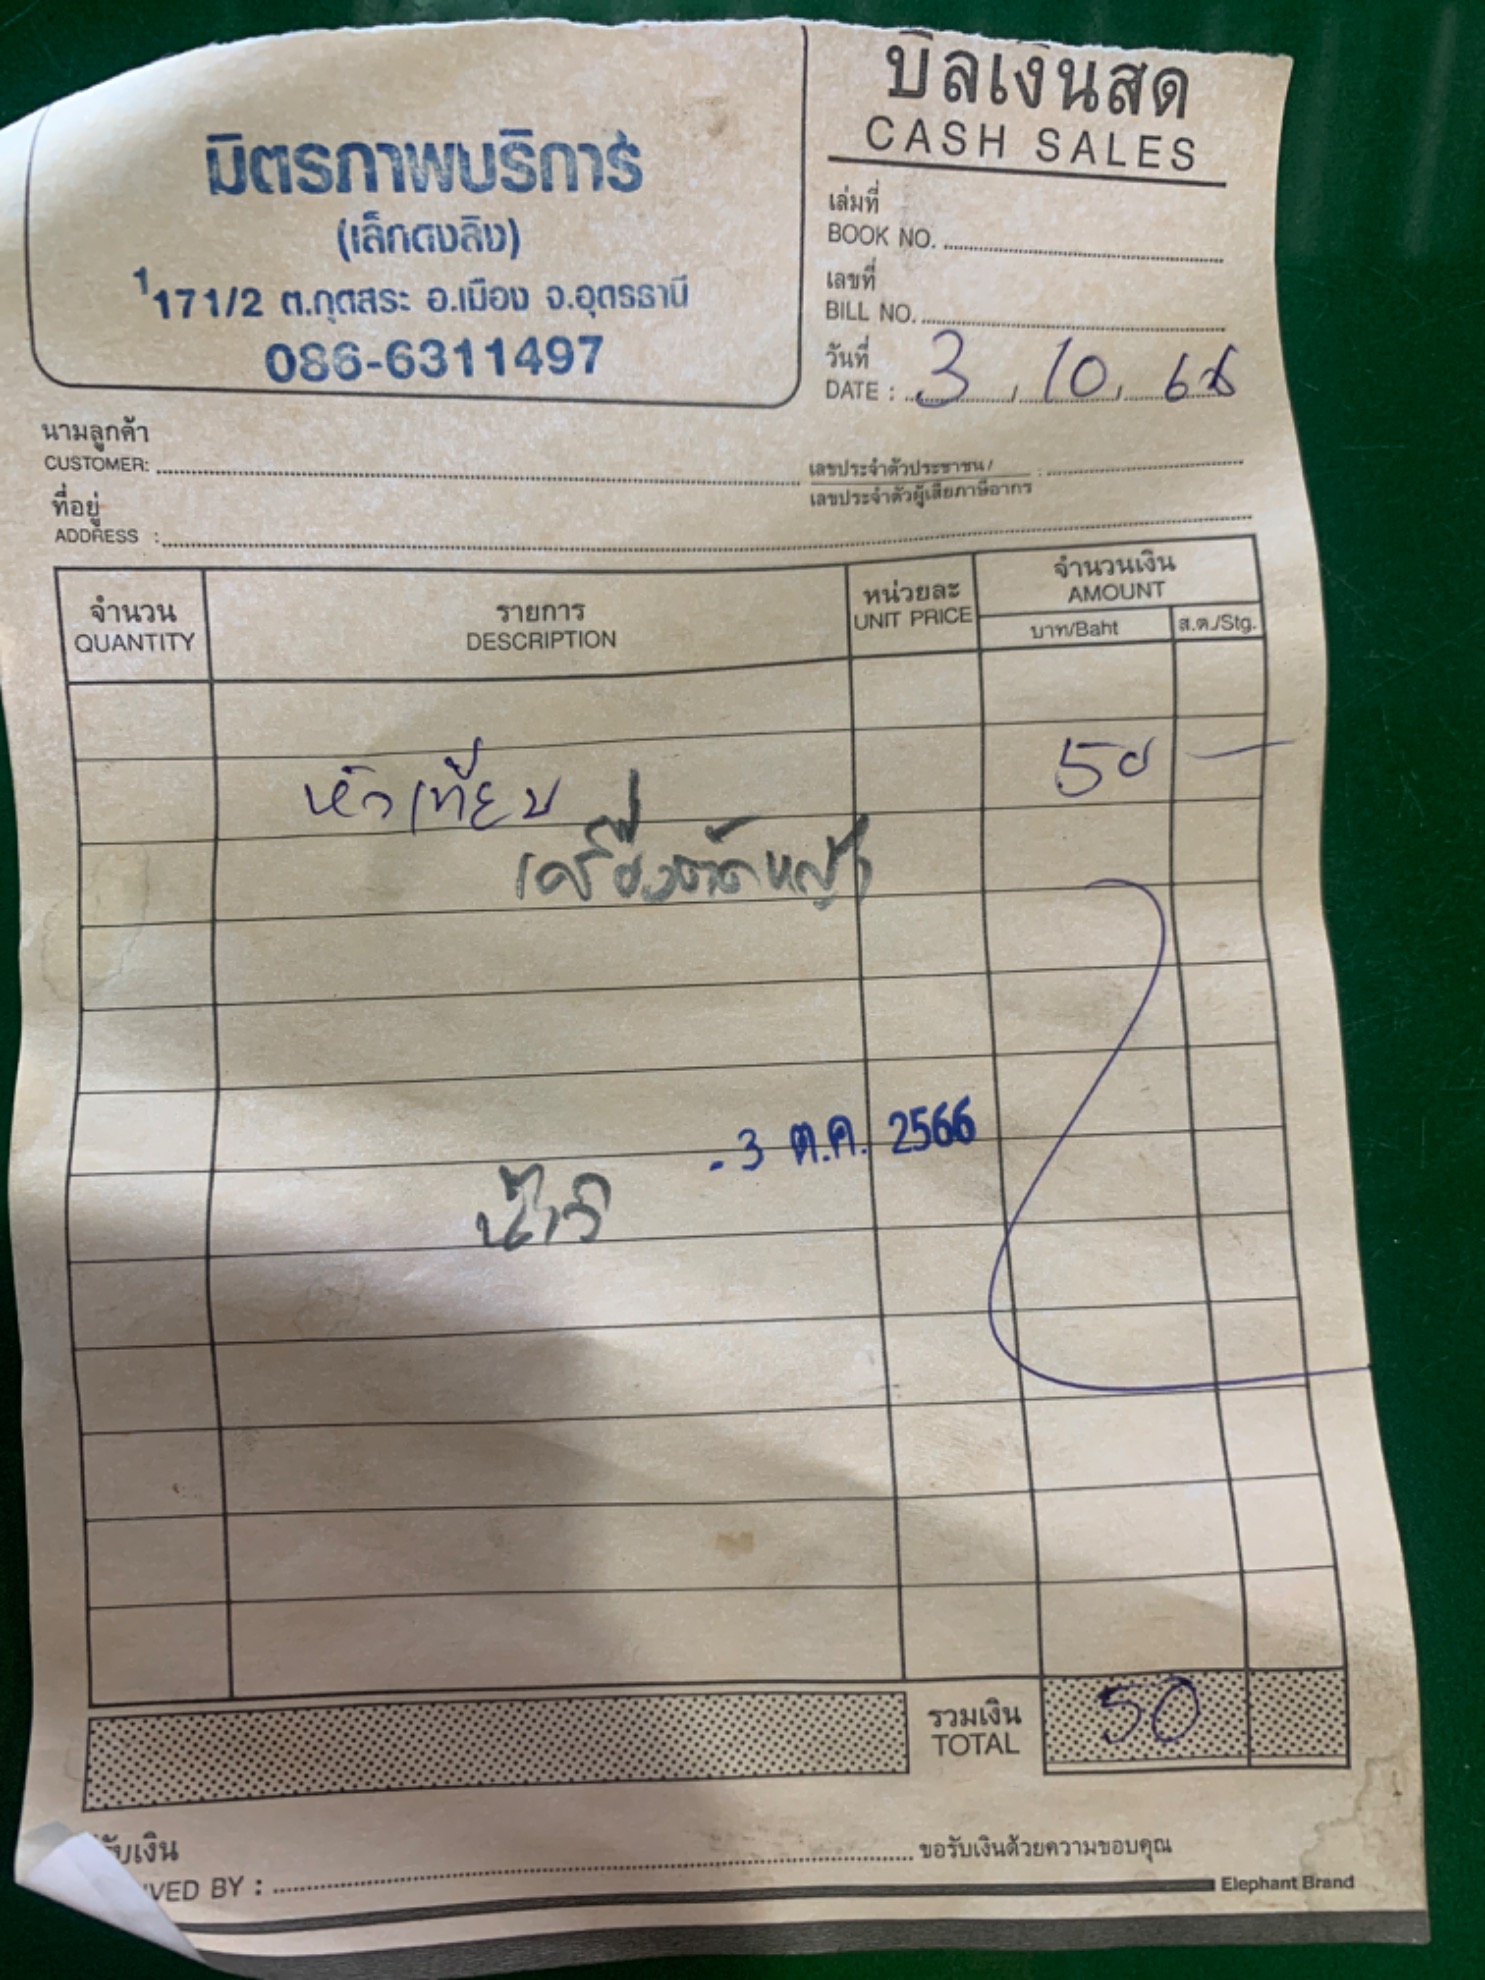 บิลเงินสด
CASH SALES
มิตรภาพบริการ
(เล็กดงลิง)
171/2 ต.กุดสระ อ.เมือง จ.อุดรธานี
086-6311497
เล่มที่
BOOK NO.
เลขที่
BILL NO.
วันที่
DATE : 3 / 10 / 66
นามลูกค้า
CUSTOMER:
เลขประจำตัวประชาชน /
เลขประจำตัวผู้เสียภาษีอากร
ที่อยู่
ADDRESS :
จำนวน รายการ หน่วยละ จำนวนเงิน
QUANTITY DESCRIPTION UNIT PRICE AMOUNT
บาท/Baht ส.ต./Stg.
หัวเทียน 50 -
เครื่องตัดหญ้า
- 3 ต.ค. 2566
รวมเงิน 50
TOTAL
รับเงิน ขอรับเงินด้วยความขอบคุณ
IVED BY :
Elephant Brand